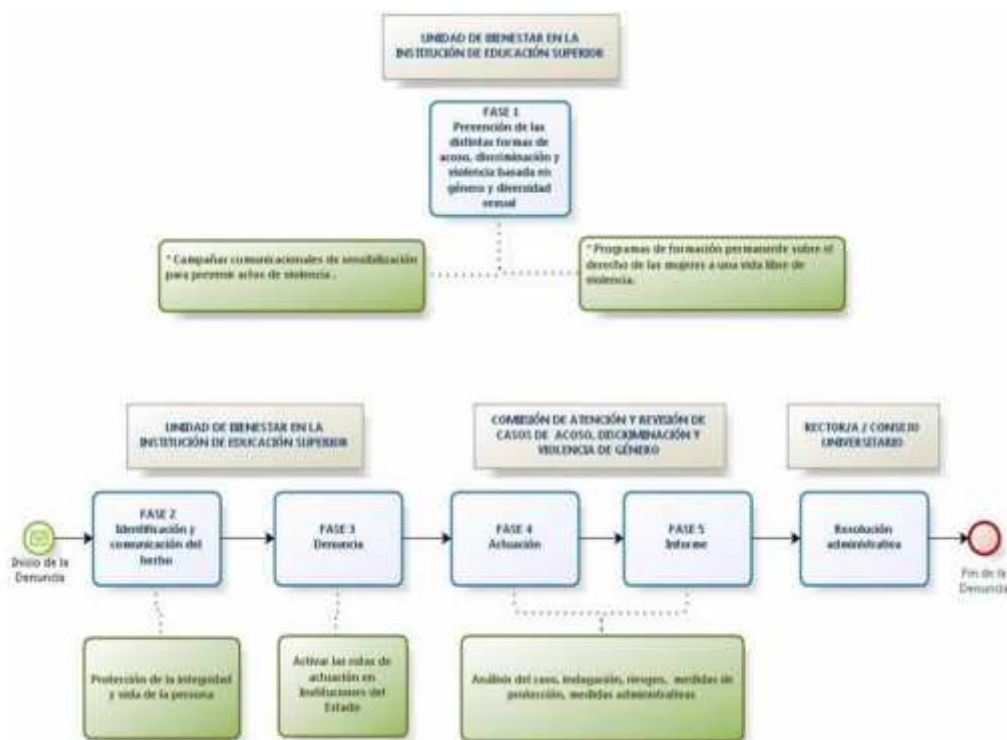 UNIDAD DE BIENESTAR EN LA
INSTITUCIÓN DE EDUCACIÓN SUPERIOR
FASE 1
Prevención de las
distintas formas de
acoso, discriminación y
violencia basada en
género y diversidad
sexual
* Campañas comunicacionales de sensibilización
para prevenir actos de violencia .
* Programas de formación permanente sobre el
derecho de las mujeres a una vida libre de
violencia.
UNIDAD DE BIENESTAR EN LA
INSTITUCIÓN DE EDUCACIÓN SUPERIOR
COMISIÓN DE ATENCIÓN Y REVISIÓN DE
CASOS DE ACOSO, DISCRIMINACIÓN Y
VIOLENCIA DE GÉNERO
RECTOR/A / CONSEJO
UNIVERSITARIO
Inicio de la
Denuncia
FASE 2
Identificación y
comunicación del
hecho
FASE 3
Denuncia
FASE 4
Actuación
FASE 5
Informe
Resolución
administrativa
Fin de la
Denuncia
Protección de la integridad
y vida de la persona
Activar las rutas de
actuación en
Instituciones del
Estado
Análisis del caso, indagación, riesgos, medidas de
protección, medidas administrativas